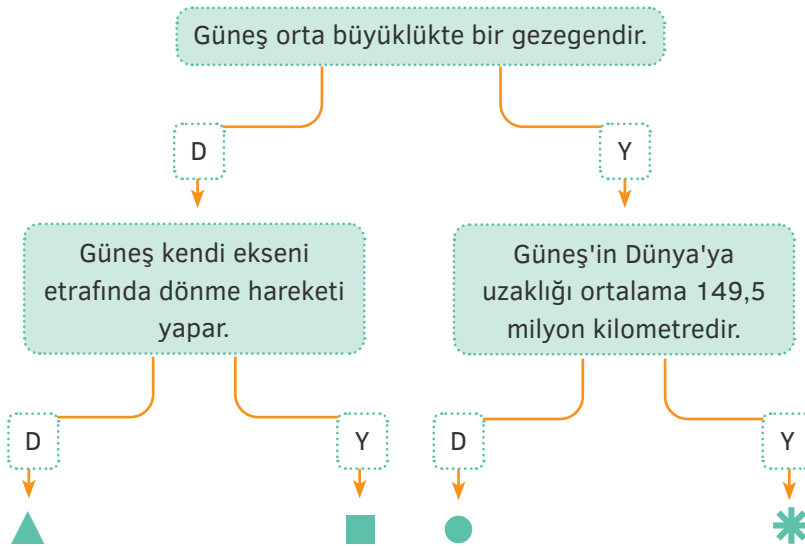 Güneş orta büyüklükte bir gezegendir.
D
Y
Güneş kendi ekseni
etrafında dönme hareketi
yapar.
Güneş'in Dünya'ya
uzaklığı ortalama 149,5
milyon kilometredir.
D
Y
D
Y